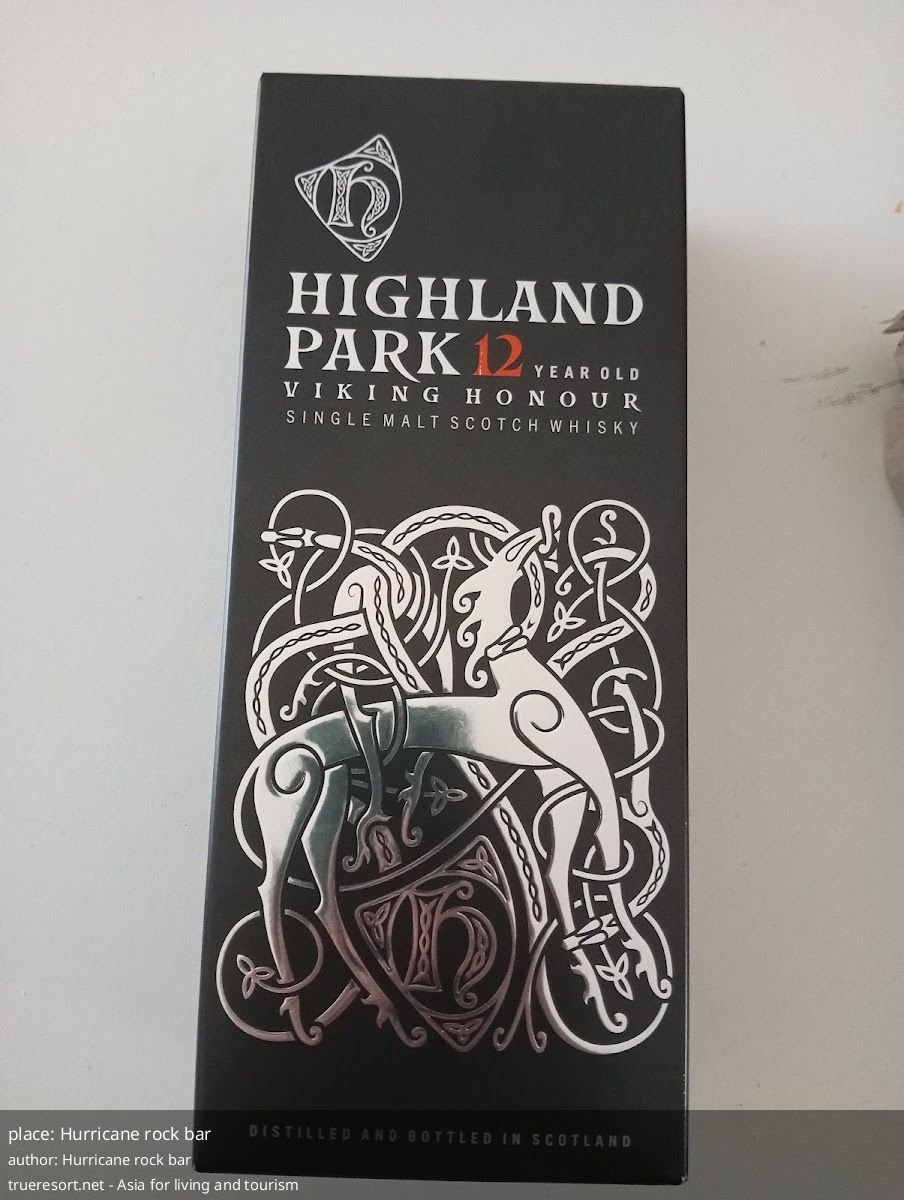 HIGHLAND
PARK 12 YEAR OLD
VIKING HONOUR
SINGLE MALT SCOTCH WHISKY
S
H
DISTILLED AND BOTTLED IN SCOTLAND
place: Hurricane rock bar
author: Hurricane rock bar
trueresort.net - Asia for living and tourism